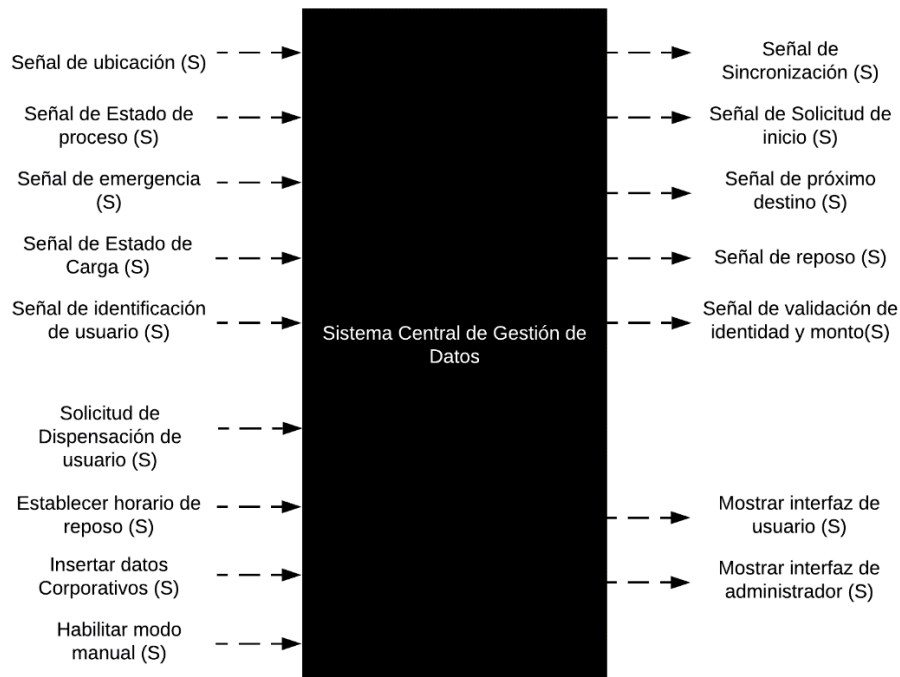 Señal de ubicación (S)
Señal de Estado de
proceso (S)
Señal de emergencia
(S)
Señal de Estado de
Carga (S)
Señal de identificación
de usuario (S)
Solicitud de
Dispensación de
usuario (S)
Establecer horario de
reposo (S)
Insertar datos
Corporativos (S)
Habilitar modo
manual (S)
Sistema Central de Gestión de
Datos
Señal de
Sincronización (S)
Señal de Solicitud de
inicio (S)
Señal de próximo
destino (S)
Señal de reposo (S)
Señal de validación de
identidad y monto(S)
Mostrar interfaz de
usuario (S)
Mostrar interfaz de
administrador (S)